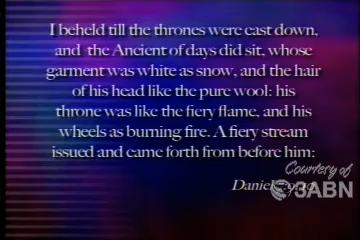 I beheld till the thrones were cast down,
and the Ancient of days did sit, whose
garment was white as snow, and the hair
of his head like the pure wool: his
throne was like the fiery flame, and his
wheels as burning fire. A fiery stream
issued and came forth from before him:
Courtesy of
Daniel
3ABN